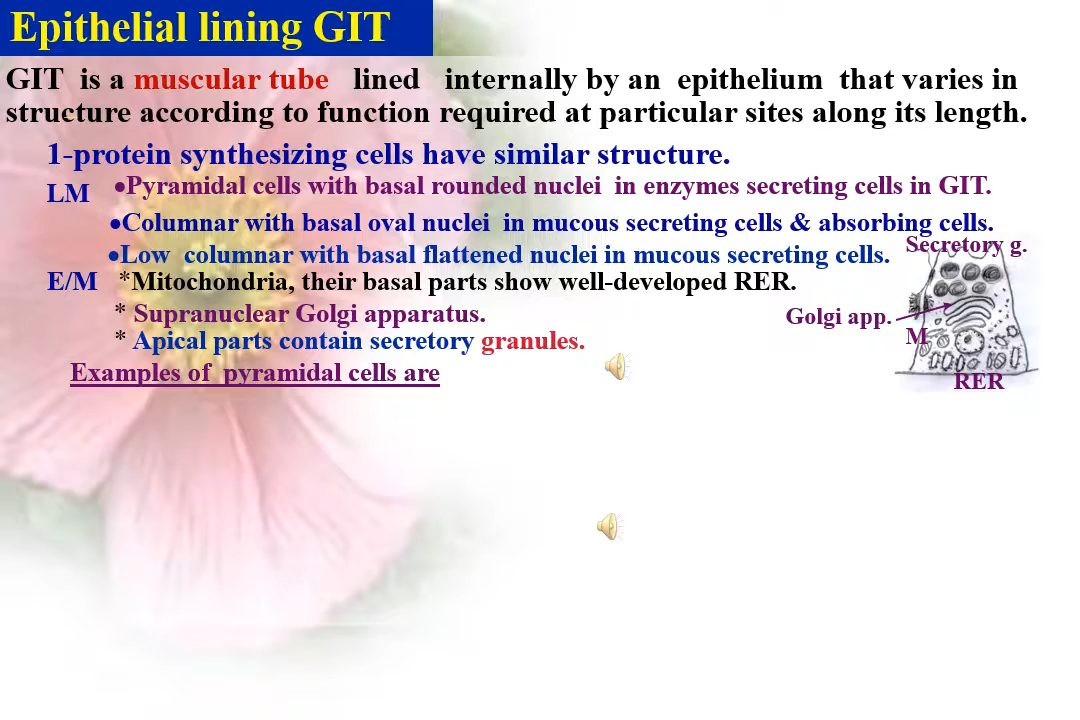 Epithelial lining GIT
GIT is a muscular tube lined internally by an epithelium that varies in
structure according to function required at particular sites along its length.
1-protein synthesizing cells have similar structure.
LM •Pyramidal cells with basal rounded nuclei in enzymes secreting cells in GIT.
•Columnar with basal oval nuclei in mucous secreting cells & absorbing cells.
•Low columnar with basal flattened nuclei in mucous secreting cells.
E/M *Mitochondria, their basal parts show well-developed RER.
* Supranuclear Golgi apparatus.
* Apical parts contain secretory granules.
Examples of pyramidal cells are
Secretory g.
Golgi app.
M
RER